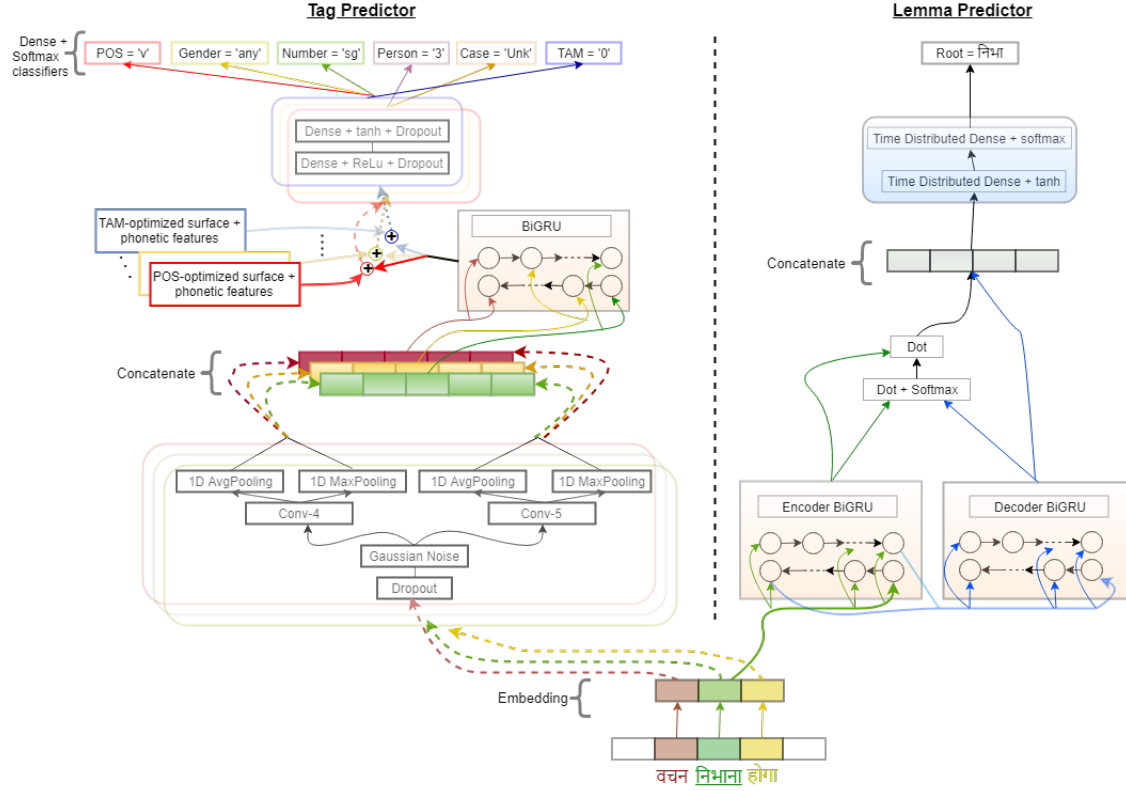 Tag Predictor
Lemma Predictor
Dense +
Softmax
classifiers
POS = 'v'
Gender = 'any'
Number = 'sg'
Person = '3'
Case = 'Unk'
TAM = '0'
Root = निभा
Dense + tanh + Dropout
Dense + ReLu + Dropout
Time Distributed Dense + softmax
Time Distributed Dense + tanh
TAM-optimized surface +
phonetic features
POS-optimized surface +
phonetic features
BiGRU
Concatenate
Concatenate
Dot
Dot + Softmax
1D AvgPooling
1D MaxPooling
1D AvgPooling
1D MaxPooling
Conv-4
Conv-5
Gaussian Noise
Dropout
Encoder BiGRU
Decoder BiGRU
Embedding
वचन निभाना होगा